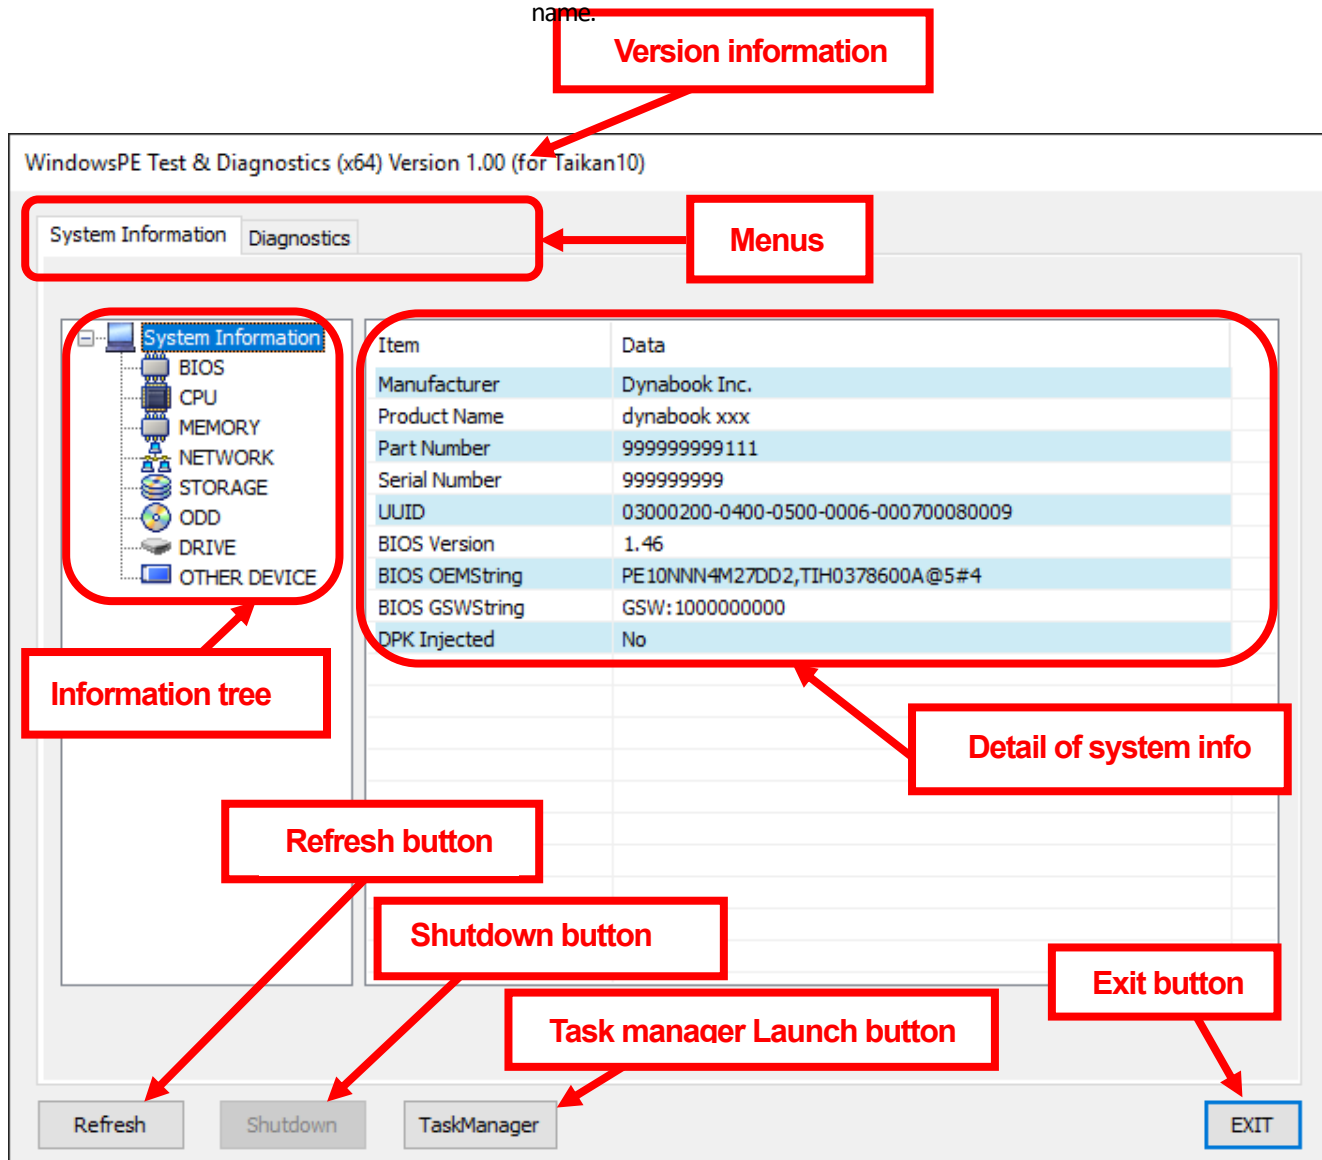 name.
Version information
WindowsPE Test & Diagnostics (x64) Version 1.00 (for Taikan10)
System Information Diagnostics
Menus
System Information
BIOS
CPU
MEMORY
NETWORK
STORAGE
ODD
DRIVE
OTHER DEVICE
Item Data
Manufacturer Dynabook Inc.
Product Name dynabook xxx
Part Number 999999999111
Serial Number 999999999
UUID 03000200-0400-0500-0006-000700080009
BIOS Version 1.46
BIOS OEMString PE10NNN4M27DD2,TIH0378600A@5#4
BIOS GSWString GSW:1000000000
DPK Injected No
Information tree
Detail of system info
Refresh button
Shutdown button
Exit button
Task manager Launch button
Refresh Shutdown TaskManager EXIT